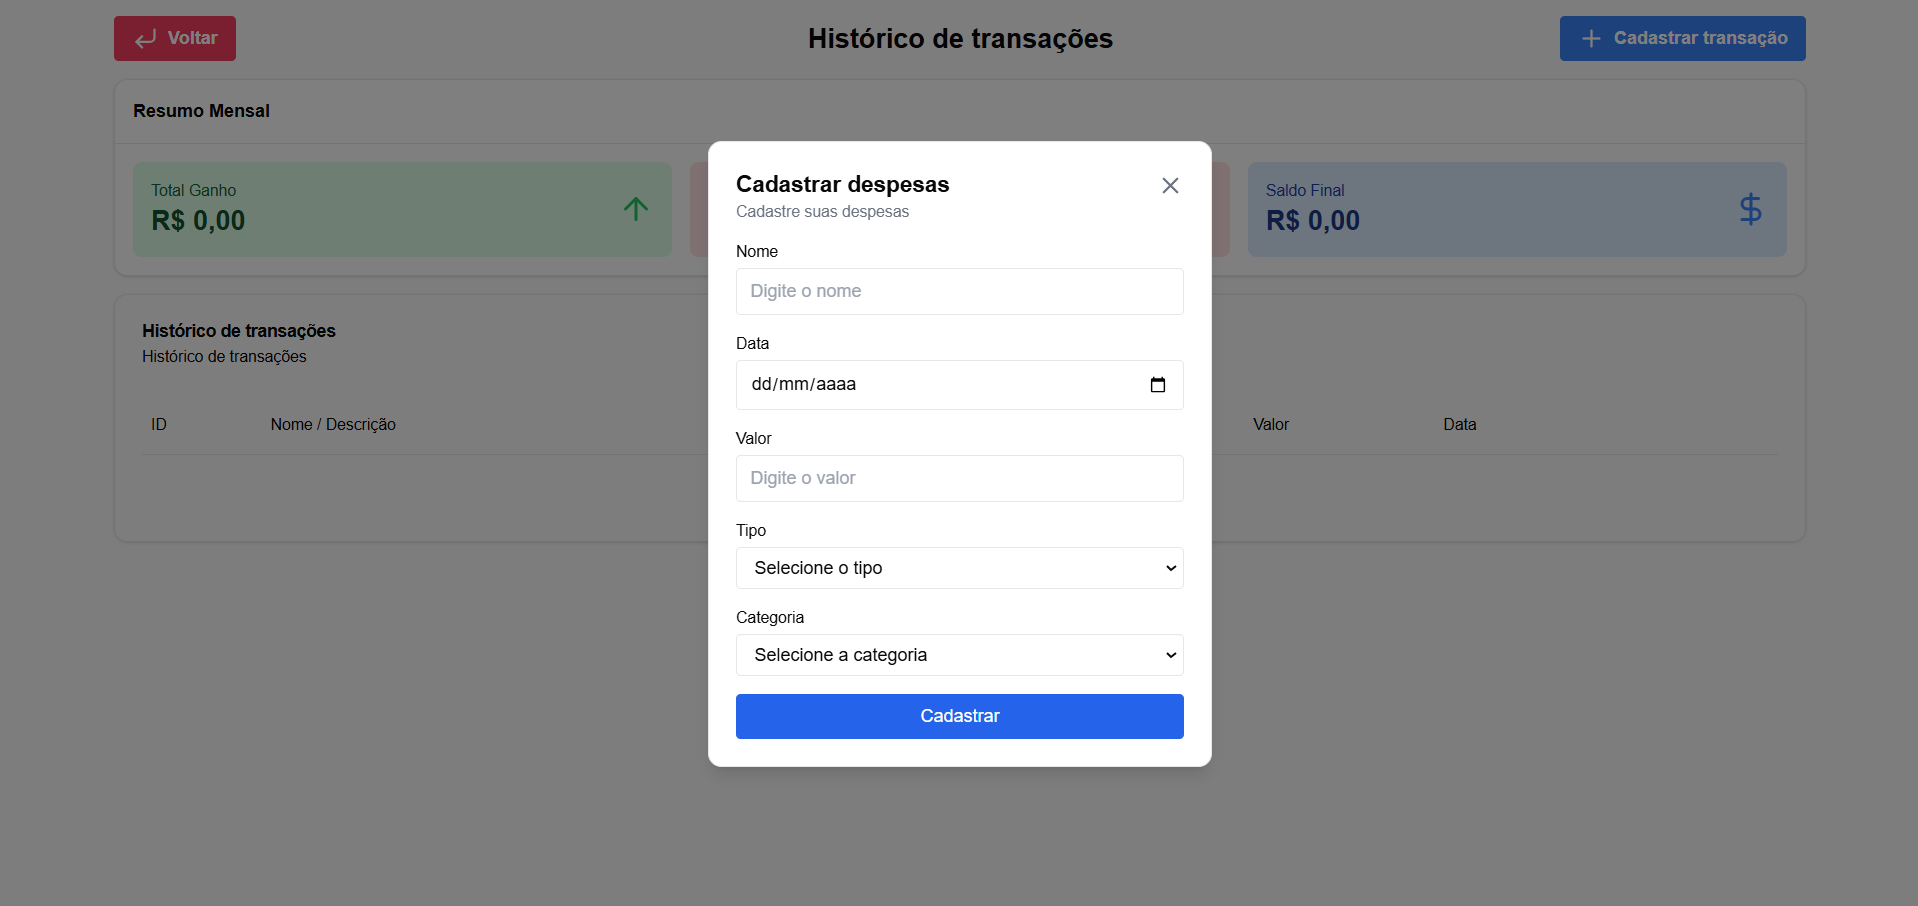 Voltar
Histórico de transações
Cadastrar transação
Resumo Mensal
Total Ganho
R$ 0,00
Saldo Final
R$ 0,00
Histórico de transações
Histórico de transações
ID
Nome / Descrição
Valor
Data
Cadastrar despesas
Cadastre suas despesas
Nome
Digite o nome
Data
dd/mm/aaaa
Valor
Digite o valor
Tipo
Selecione o tipo
Categoria
Selecione a categoria
Cadastrar